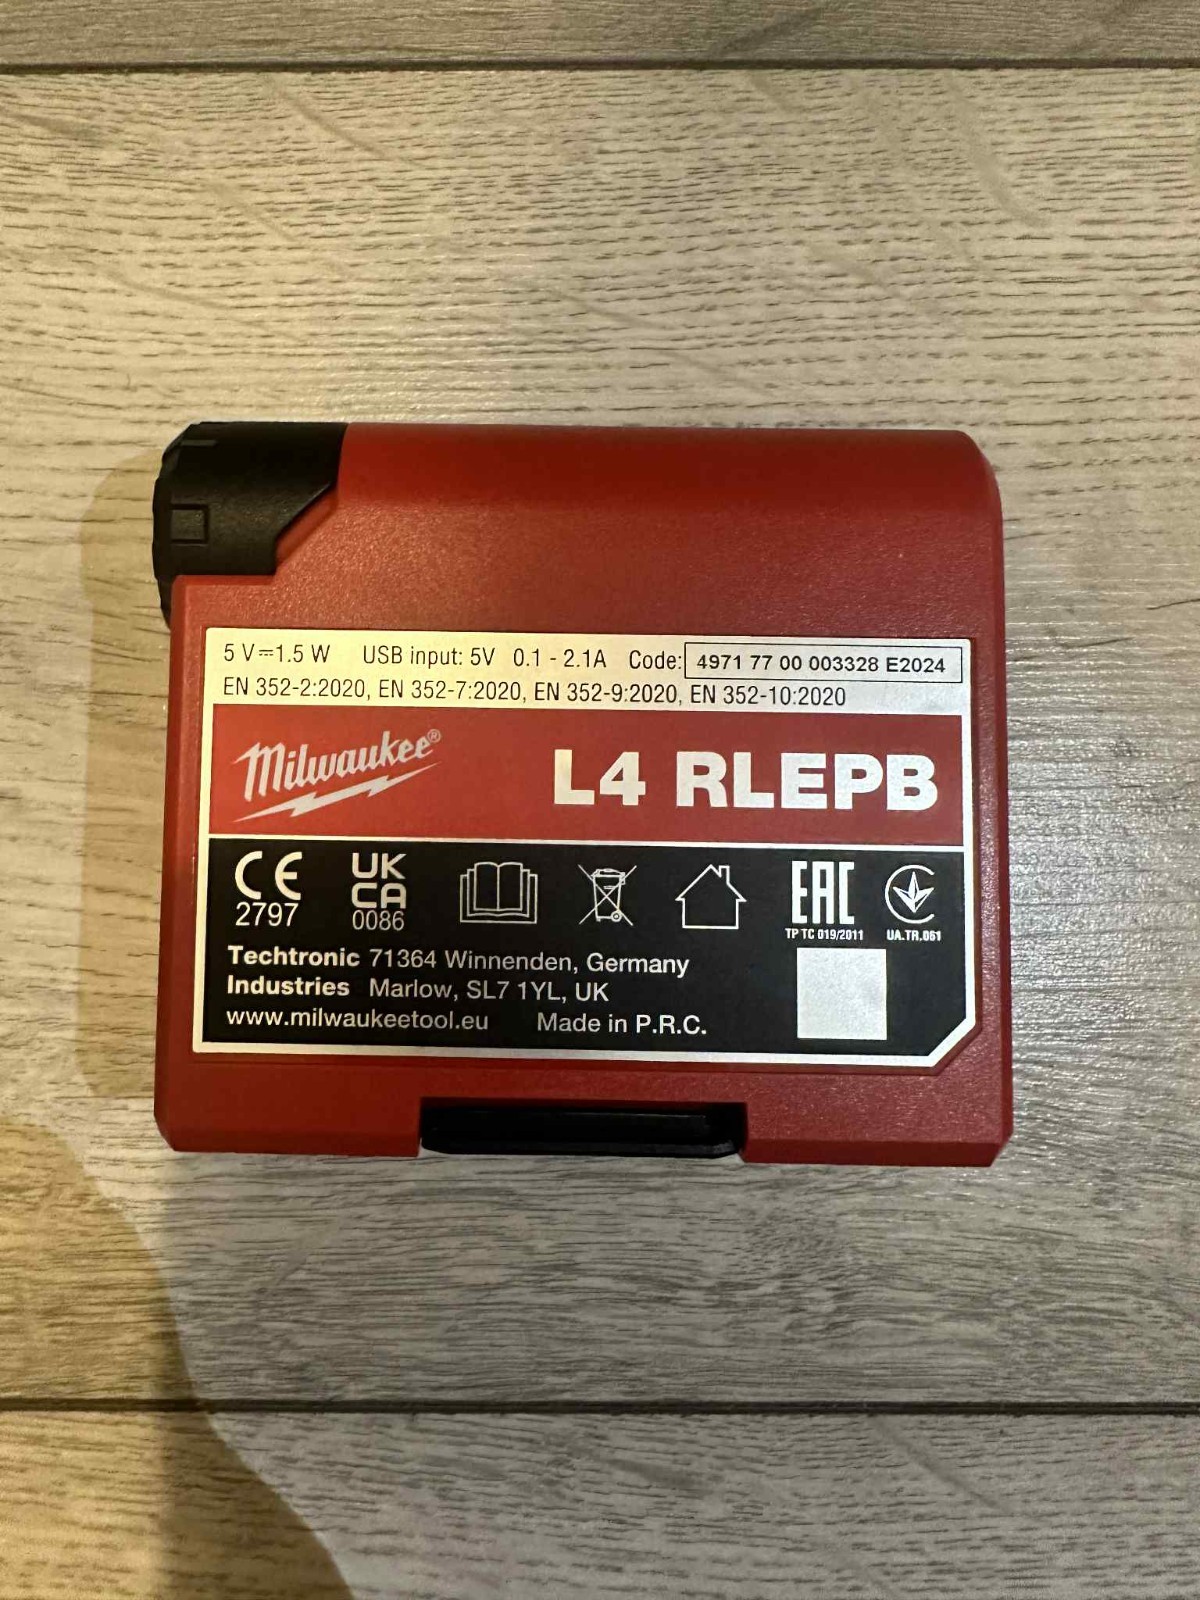 5 V⎓1.5 W USB input: 5V 0.1 - 2.1A Code: 4971 77 00 003328 E2024
EN 352-2:2020, EN 352-7:2020, EN 352-9:2020, EN 352-10:2020
Milwaukee® L4 RLEPB
CE UK CA EAC
2797 0086 TP TC 019/2011 UA.TR.061
Techtronic 71364 Winnenden, Germany
Industries Marlow, SL7 1YL, UK
www.milwaukeetool.eu Made in P.R.C.